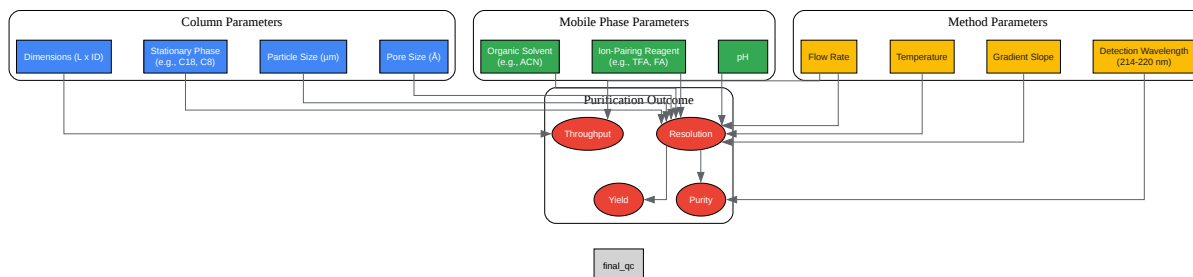 Column Parameters
Mobile Phase Parameters
Method Parameters
Dimensions (L x ID)
Stationary Phase
(e.g., C18, C8)
Particle Size (µm)
Pore Size (Å)
Organic Solvent
(e.g., ACN)
Ion-Pairing Reagent
(e.g., TFA, FA)
pH
Flow Rate
Temperature
Gradient Slope
Detection Wavelength
(214-220 nm)
Purification Outcome
Throughput
Resolution
Yield
Purity
final_qc